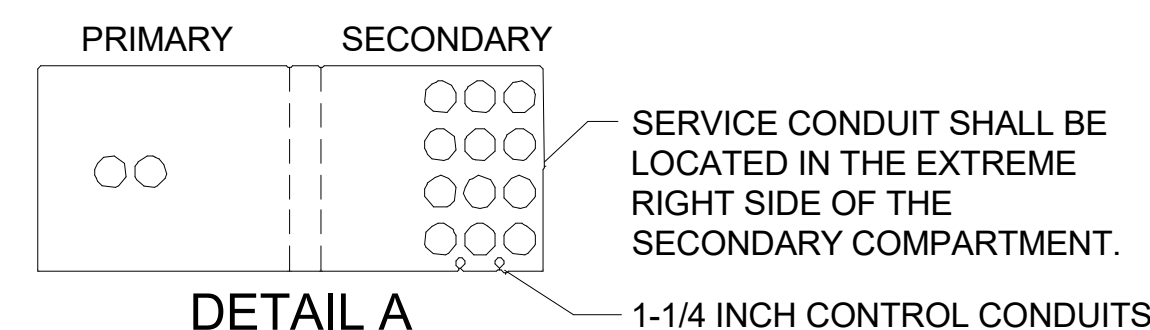 PRIMARY
SECONDARY
SERVICE CONDUIT SHALL BE
LOCATED IN THE EXTREME
RIGHT SIDE OF THE
SECONDARY COMPARTMENT.
DETAIL A
1-1/4 INCH CONTROL CONDUITS